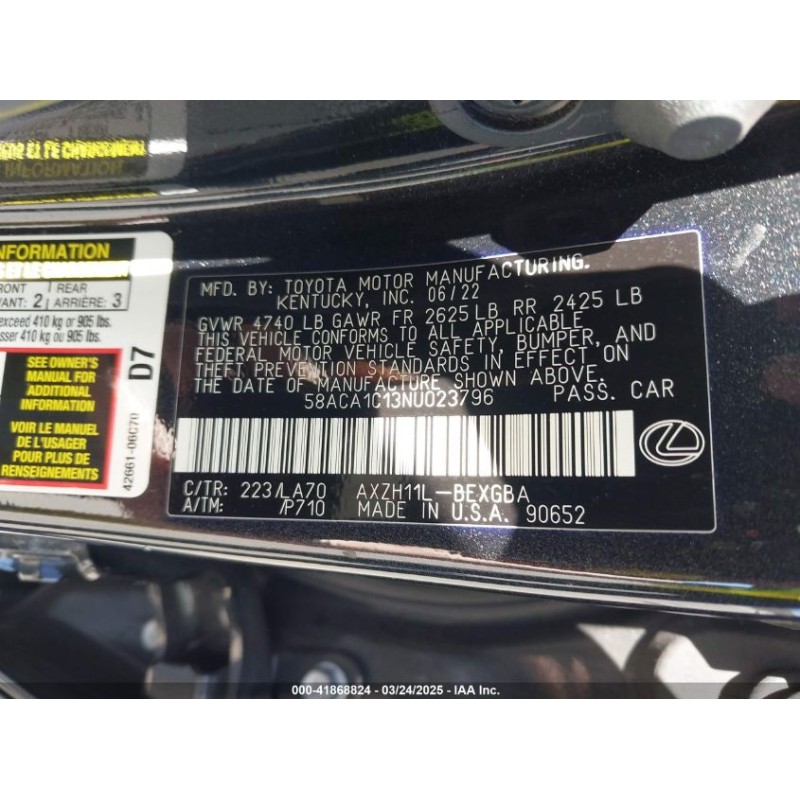 INFORMATION
FRONT
AVANT: 2
REAR
ARRIÈRE: 3
exceed 410 kg or 905 lbs.
410 kg ou 905 lbs.
SEE OWNER'S
MANUAL FOR
ADDITIONAL
INFORMATION
VOIR LE MANUEL
DE L'USAGER
POUR PLUS DE
RENSEIGNEMENTS
D7
42661-06C70
MFD. BY: TOYOTA MOTOR MANUFACTURING.
KENTUCKY, INC. 06/22
GVWR 4740 LB GAWR FR 2625 LB RR 2425 LB
THIS VEHICLE CONFORMS TO ALL APPLICABLE
FEDERAL MOTOR VEHICLE SAFETY, BUMPER, AND
THEFT PREVENTION STANDARDS IN EFFECT ON
THE DATE OF MANUFACTURE SHOWN ABOVE.
58ACA1C13NU023796 PASS. CAR
C/TR: 223/LA70 AXZH11L-BEXGBA
A/TM: /P710 MADE IN U.S.A. 90652
000-41868824 - 03/24/2025 - IAA Inc.